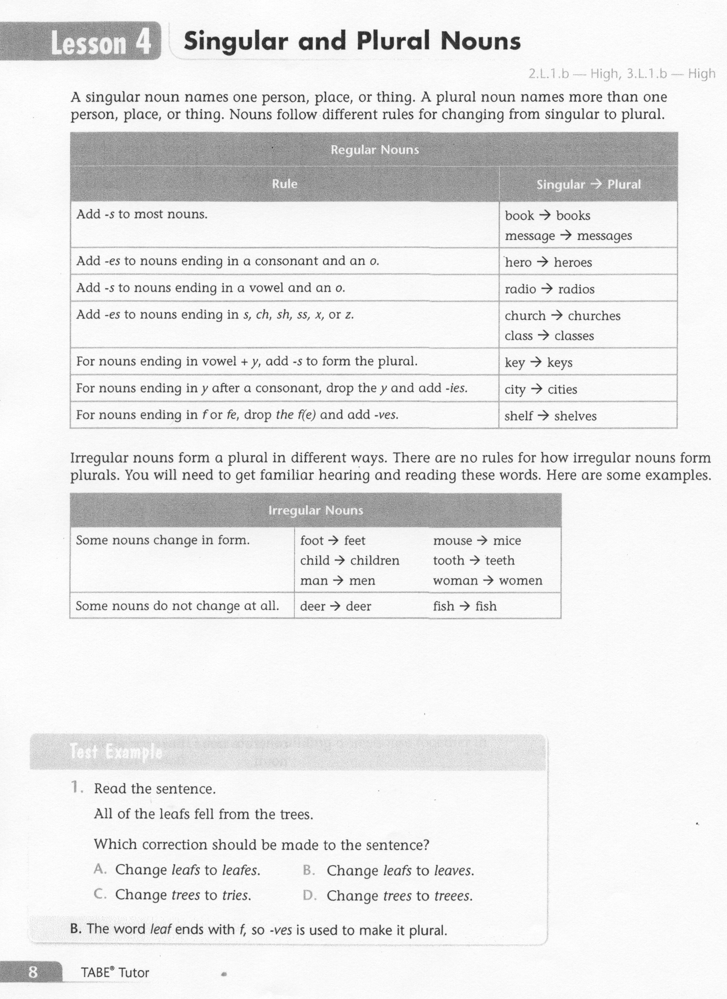 Lesson 4
Singular and Plural Nouns
2.L.1.b — High, 3.L.1.b — High
A singular noun names one person, place, or thing. A plural noun names more than one
person, place, or thing. Nouns follow different rules for changing from singular to plural.
Regular Nouns
Rule
Singular → Plural
Add -s to most nouns.
book → books
message → messages
Add -es to nouns ending in a consonant and an o.
hero → heroes
Add -s to nouns ending in a vowel and an o.
radio → radios
Add -es to nouns ending in s, ch, sh, ss, x, or z.
church → churches
class → classes
For nouns ending in vowel + y, add -s to form the plural.
key → keys
For nouns ending in y after a consonant, drop the y and add -ies.
city → cities
For nouns ending in f or fe, drop the f(e) and add -ves.
shelf → shelves
Irregular nouns form a plural in different ways. There are no rules for how irregular nouns form
plurals. You will need to get familiar hearing and reading these words. Here are some examples.
Irregular Nouns
Some nouns change in form.
foot → feet mouse → mice
child → children tooth → teeth
man → men woman → women
Some nouns do not change at all.
deer → deer fish → fish
Test Example
1. Read the sentence.
All of the leafs fell from the trees.
Which correction should be made to the sentence?
A. Change leafs to leafes. B. Change leafs to leaves.
C. Change trees to tries. D. Change trees to treees.
B. The word leaf ends with f, so -ves is used to make it plural.
8 TABE® Tutor